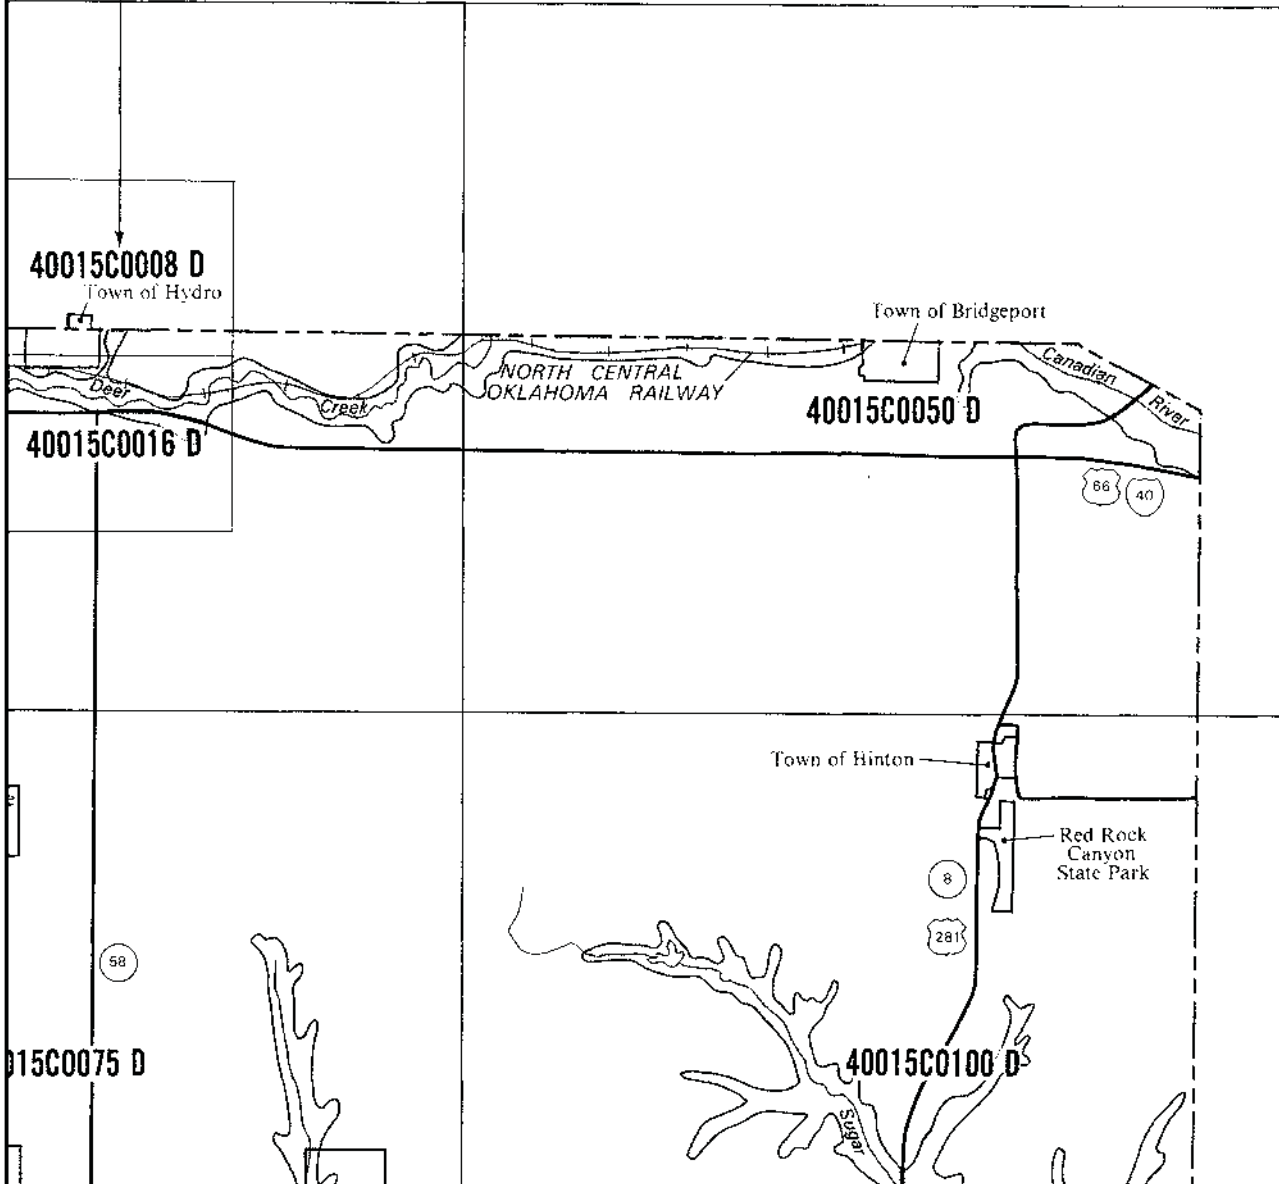 40015C0008 D
Town of Hydro
Town of Bridgeport
Canadian
River
NORTH CENTRAL
OKLAHOMA RAILWAY
Deer
Creek
40015C0050 D
40015C0016 D
66
40
Town of Hinton
Red Rock
Canyon
State Park
8
281
58
015C0075 D
40015C0100 D
Sugar